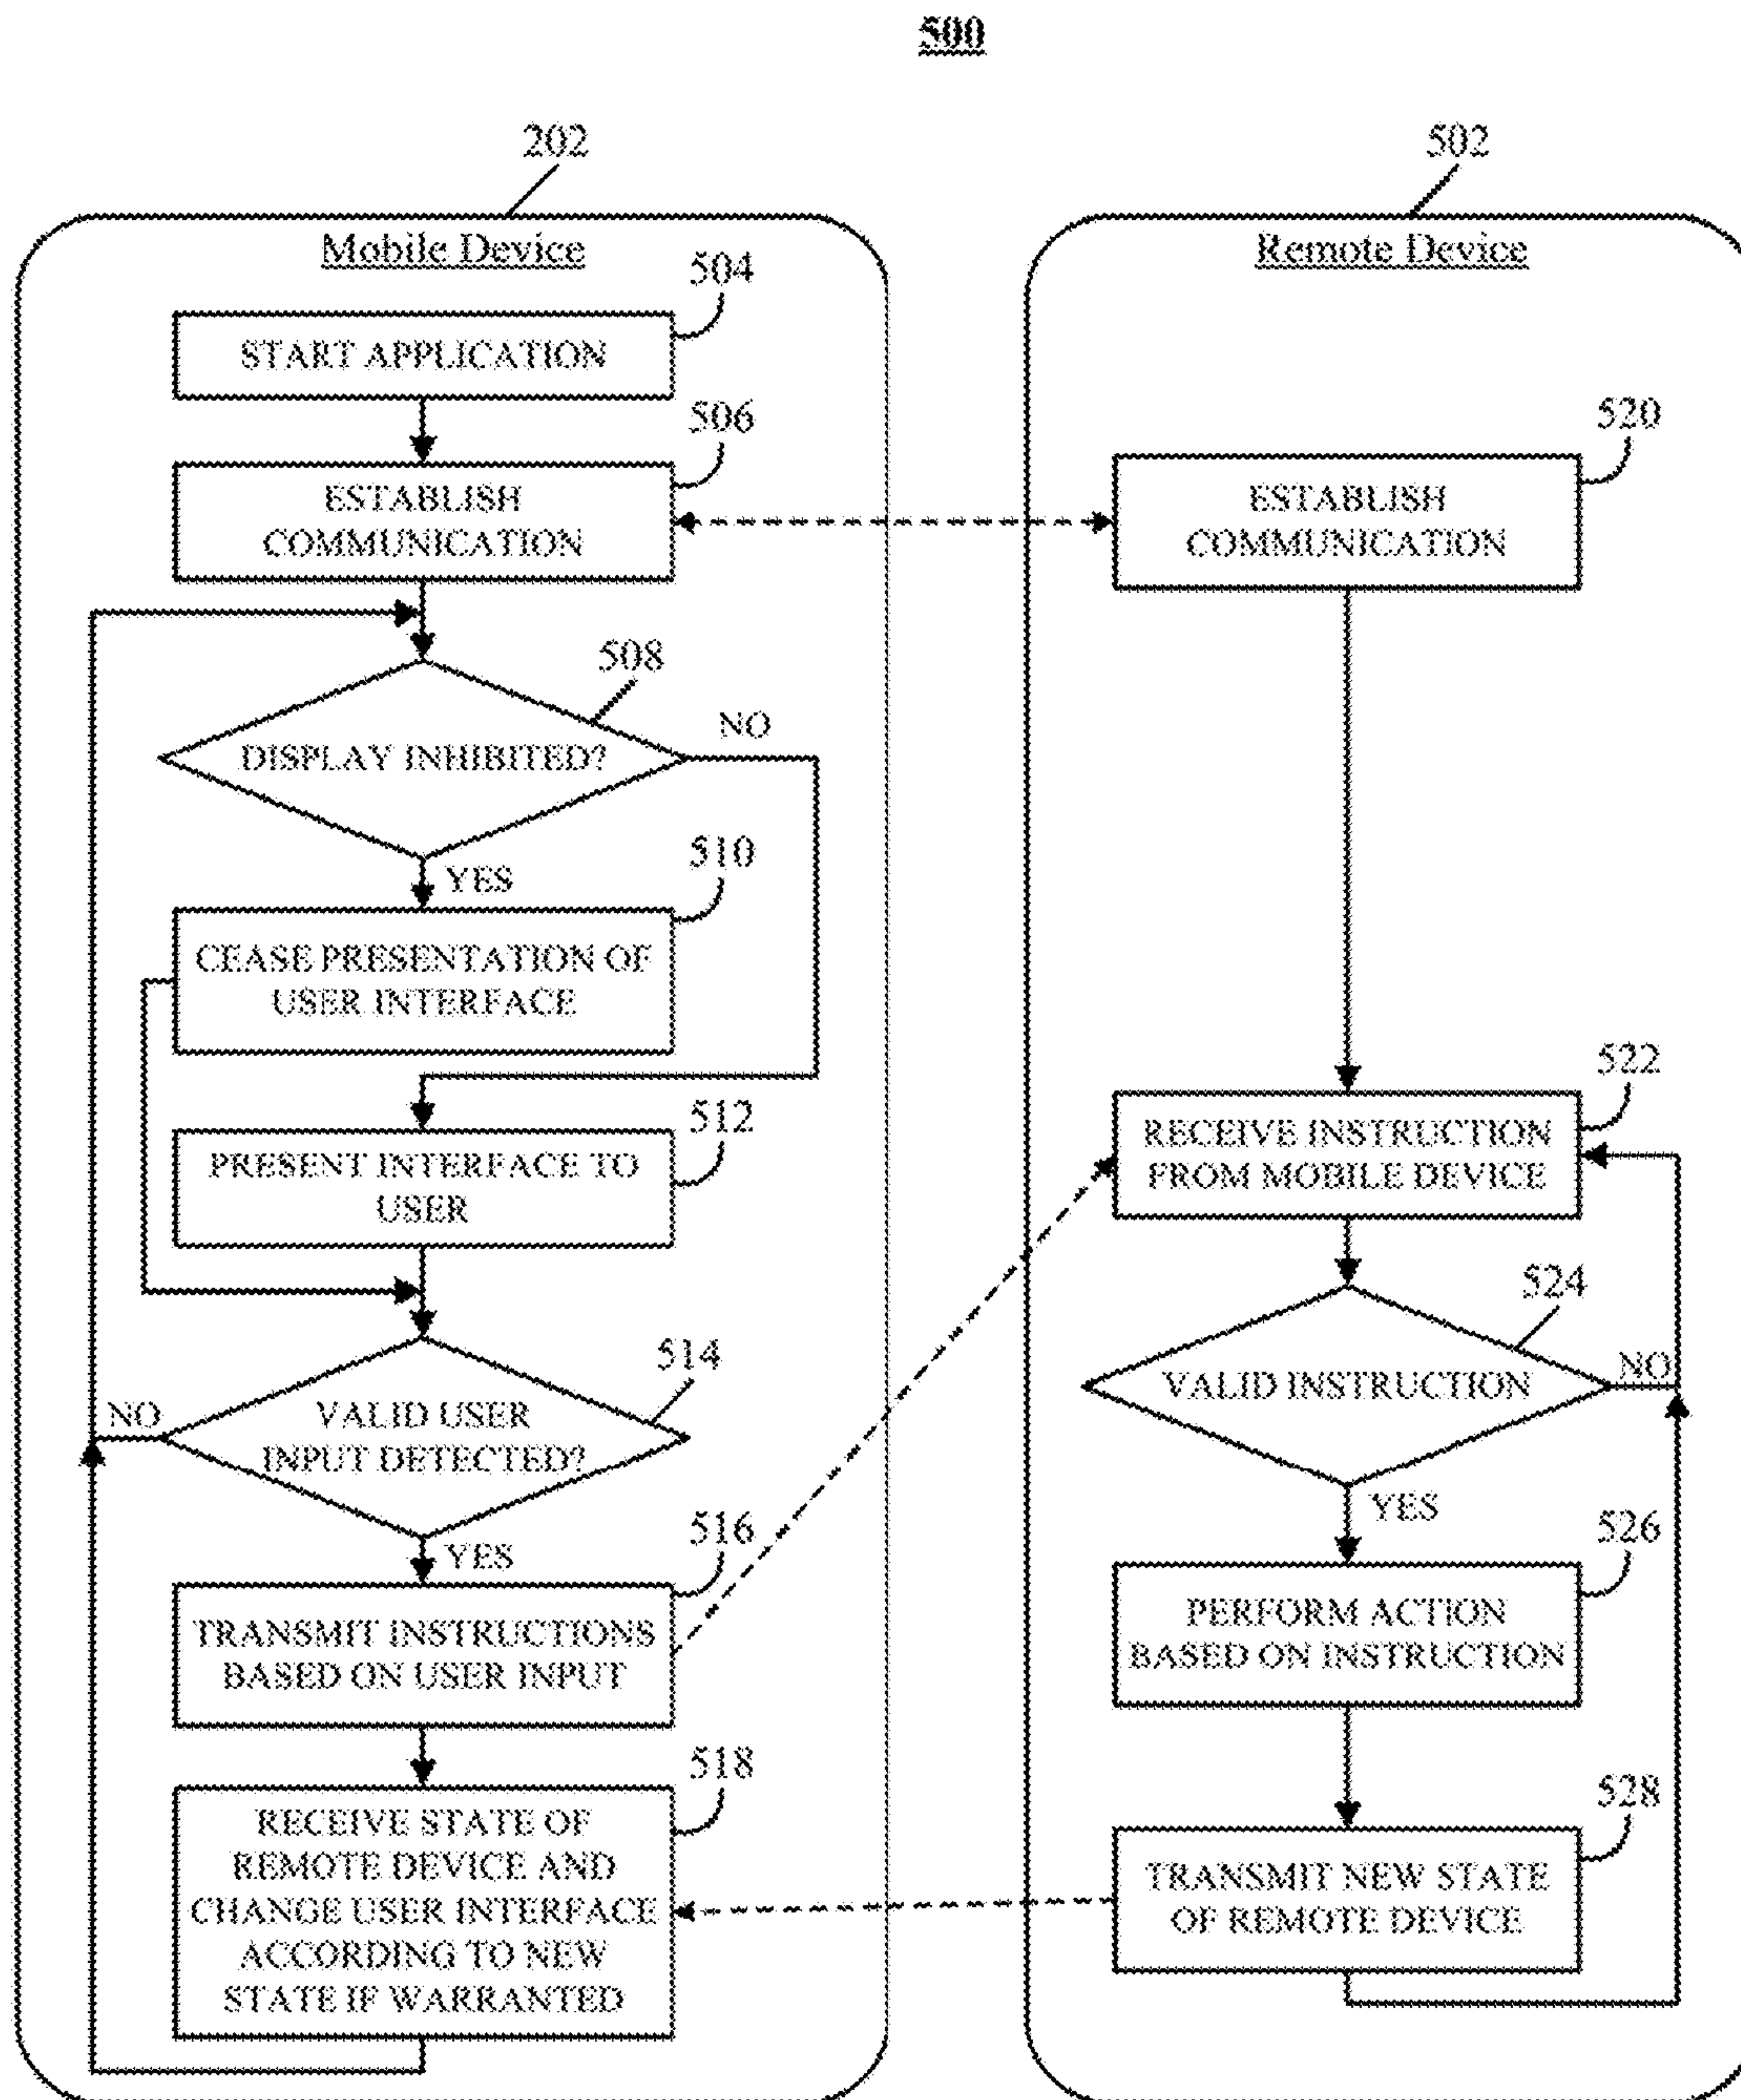 500
202
Mobile Device
504
START APPLICATION
506
ESTABLISH
COMMUNICATION
508
DISPLAY INHIBITED?
NO
YES
510
CEASE PRESENTATION OF
USER INTERFACE
512
PRESENT INTERFACE TO
USER
514
VALID USER
INPUT DETECTED?
NO
YES
516
TRANSMIT INSTRUCTIONS
BASED ON USER INPUT
518
RECEIVE STATE OF
REMOTE DEVICE AND
CHANGE USER INTERFACE
ACCORDING TO NEW
STATE IF WARRANTED
502
Remote Device
520
ESTABLISH
COMMUNICATION
522
RECEIVE INSTRUCTION
FROM MOBILE DEVICE
524
VALID INSTRUCTION
NO
YES
526
PERFORM ACTION
BASED ON INSTRUCTION
528
TRANSMIT NEW STATE
OF REMOTE DEVICE